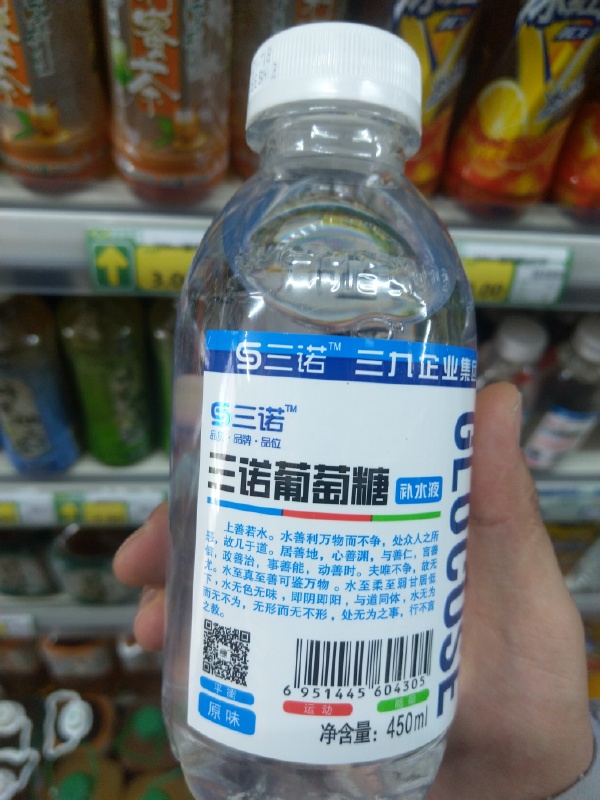 三诺™ 三九企业集团
三诺™
品质·品牌·品位
三诺葡萄糖 补水液
GLUCOSE
上善若水。水善利万物而不争,处众人之所
恶,故几于道。居善地,心善渊,与善仁,言善
信,政善治,事善能,动善时。夫唯不争,故无
尤。水至真至善可鉴万物。水至柔至弱甘居低
下,水无色无味,即阴即阳,与道同体,水无为
而无不为,无形而无不形,处无为之事,行不言
之教。
6 951445 604305
平衡
运动
原味
净含量:450ml
3.0
.00